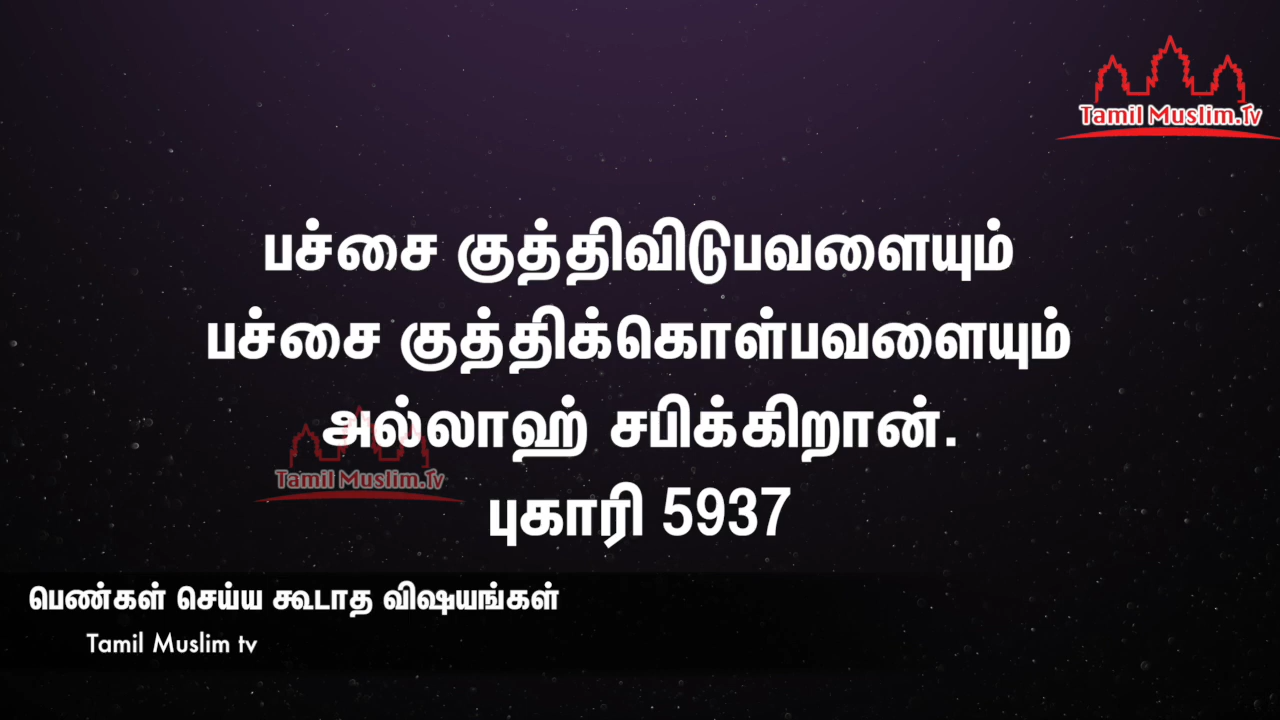 Tamil Muslim.Tv
பச்சை குத்திவிடுபவளையும்
பச்சை குத்திக்கொள்பவளையும்
அல்லாஹ் சபிக்கிறான்.
Tamil Muslim.Tv
புகாரி 5937
பெண்கள் செய்ய கூடாத விஷயங்கள்
Tamil Muslim tv